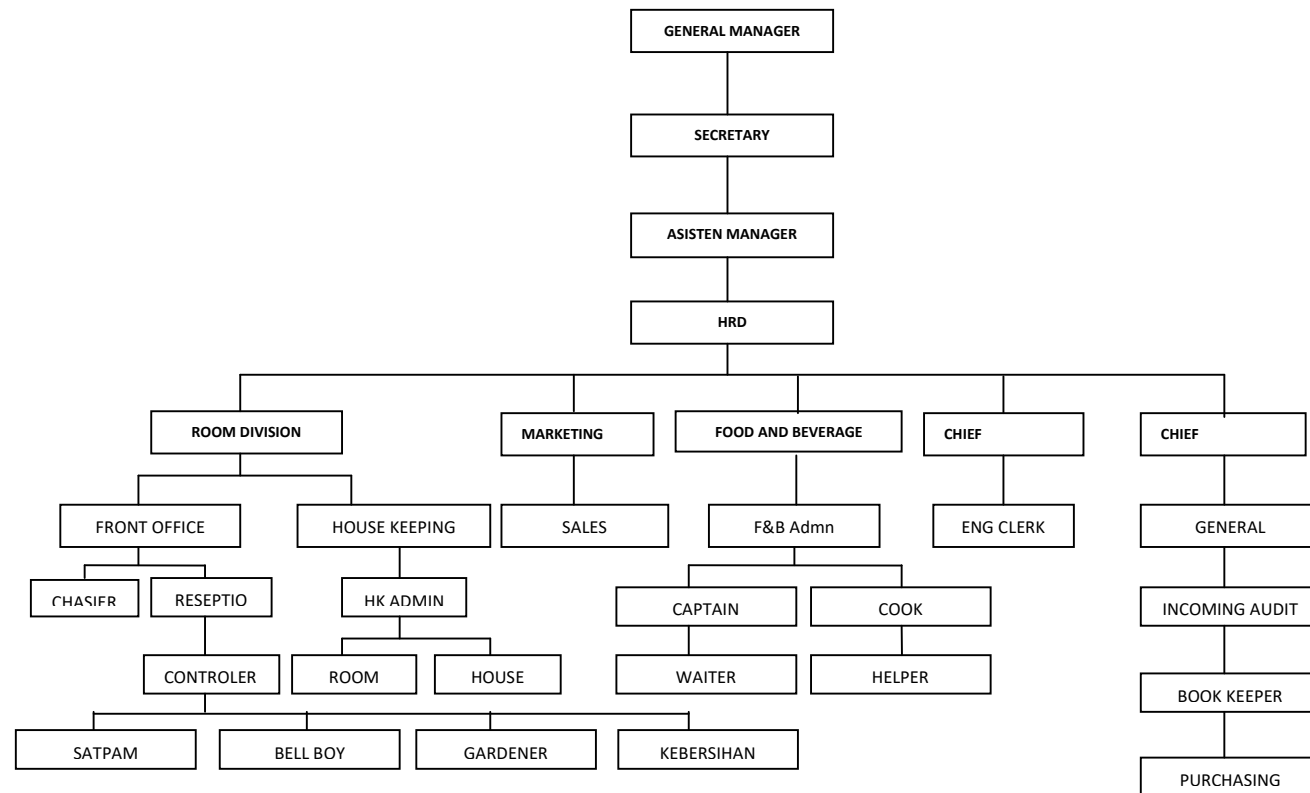 GENERAL MANAGER
SECRETARY
ASISTEN MANAGER
HRD
ROOM DIVISION
MARKETING
FOOD AND BEVERAGE
CHIEF
CHIEF
FRONT OFFICE
HOUSE KEEPING
SALES
F&B Admn
ENG CLERK
GENERAL
CHASIER
RESEPTIO
HK ADMIN
CAPTAIN
COOK
INCOMING AUDIT
CONTROLER
ROOM
HOUSE
WAITER
HELPER
BOOK KEEPER
SATPAM
BELL BOY
GARDENER
KEBERSIHAN
PURCHASING